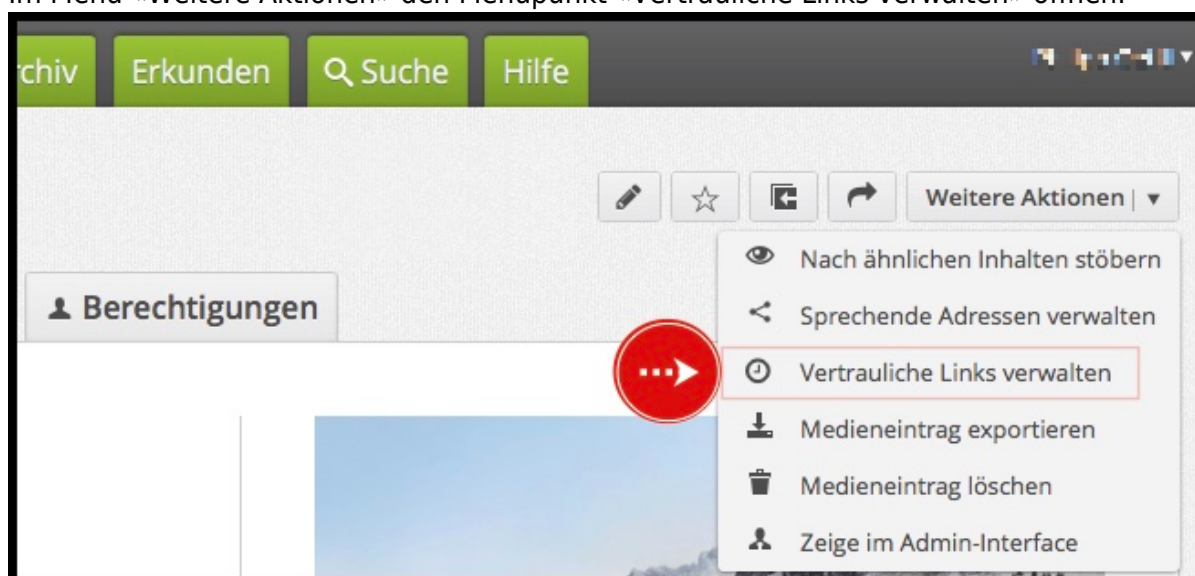 im Menü «Weitere Aktionen» den Menüpunkt «Vertrauliche Links verwalten» öffnen.
chiv Erkunden Suche Hilfe
Weitere Aktionen
Nach ähnlichen Inhalten stöbern
Sprechende Adressen verwalten
Berechtigungen
Vertrauliche Links verwalten
Medieneintrag exportieren
Medieneintrag löschen
Zeige im Admin-Interface